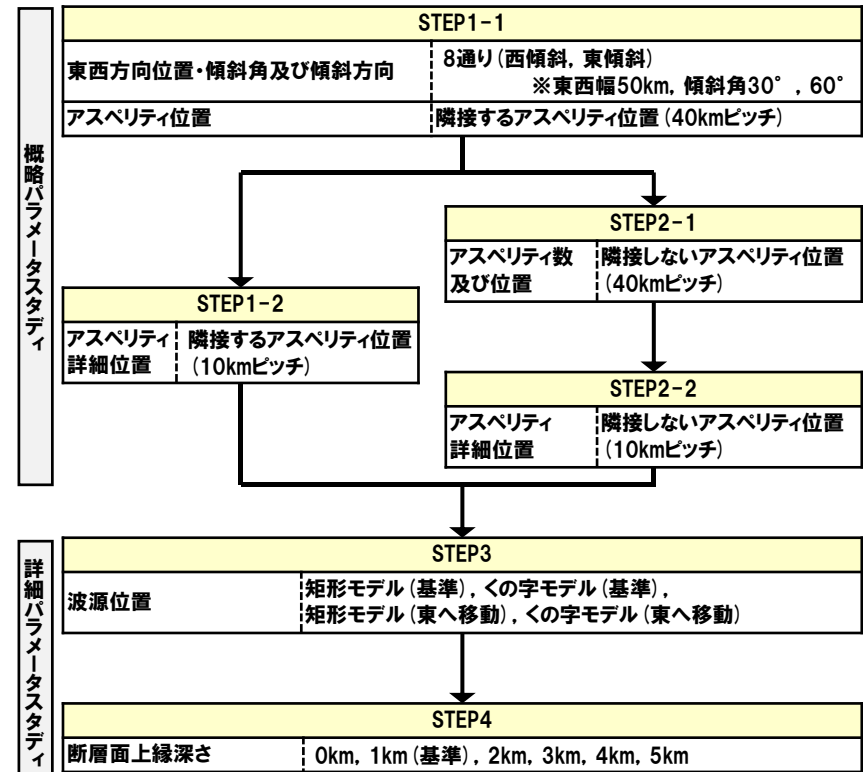 概略パラメータスタディ
STEP1-1
東西方向位置・傾斜角及び傾斜方向
8通り(西傾斜, 東傾斜)
※東西幅50km, 傾斜角30°, 60°
アスペリティ位置
隣接するアスペリティ位置(40kmピッチ)
STEP1-2
アスペリティ
詳細位置
隣接するアスペリティ位置
(10kmピッチ)
STEP2-1
アスペリティ数
及び位置
隣接しないアスペリティ位置
(40kmピッチ)
STEP2-2
アスペリティ
詳細位置
隣接しないアスペリティ位置
(10kmピッチ)
詳細パラメータスタディ
STEP3
波源位置
矩形モデル(基準), くの字モデル(基準),
矩形モデル(東へ移動), くの字モデル(東へ移動)
STEP4
断層面上縁深さ
0km, 1km(基準), 2km, 3km, 4km, 5km